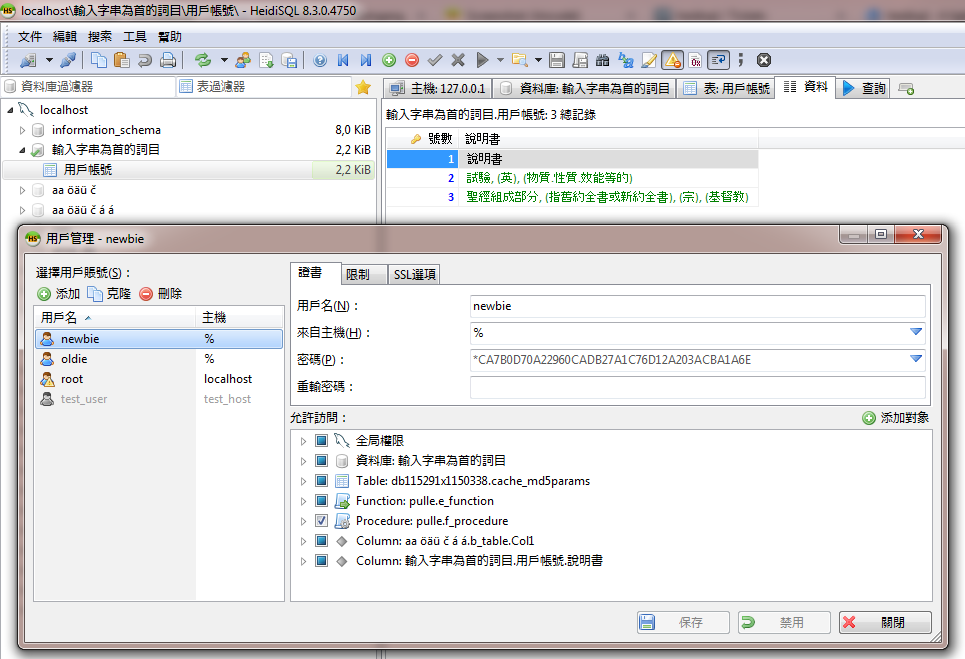 localhost\輸入字串為首的詞目\用戶帳號\ - HeidiSQL 8.3.0.4750
文件 編輯 搜索 工具 幫助
資料庫過濾器 表過濾器
主機: 127.0.0.1 資料庫: 輸入字串為首的詞目 表: 用戶帳號 資料 查詢
localhost
information_schema 8,0 KiB
輸入字串為首的詞目 2,2 KiB
用戶帳號 2,2 KiB
aa öäü č
aa öäü č á á
輸入字串為首的詞目.用戶帳號: 3 總記錄
號數 說明書
1 說明書
2 試驗, (英), (物質.性質.效能等的)
3 聖經組成部分, (指舊約全書或新約全書), (宗), (基督教)
用戶管理 - newbie
選擇用戶賬號(S)：
添加 克隆 刪除
用戶名 主機
newbie %
oldie %
root localhost
test_user test_host
證書 限制 SSL選項
用戶名(N)： newbie
來自主機(H)： %
密碼(P)： *CA7B0D70A22960CADB27A1C76D12A203ACBA1A6E
重輸密碼：
允許訪問： 添加對象
全局權限
資料庫: 輸入字串為首的詞目
Table: db115291x1150338.cache_md5params
Function: pulle.e_function
Procedure: pulle.f_procedure
Column: aa öäü č á á.b_table.Col1
Column: 輸入字串為首的詞目.用戶帳號.說明書
保存 禁用 關閉